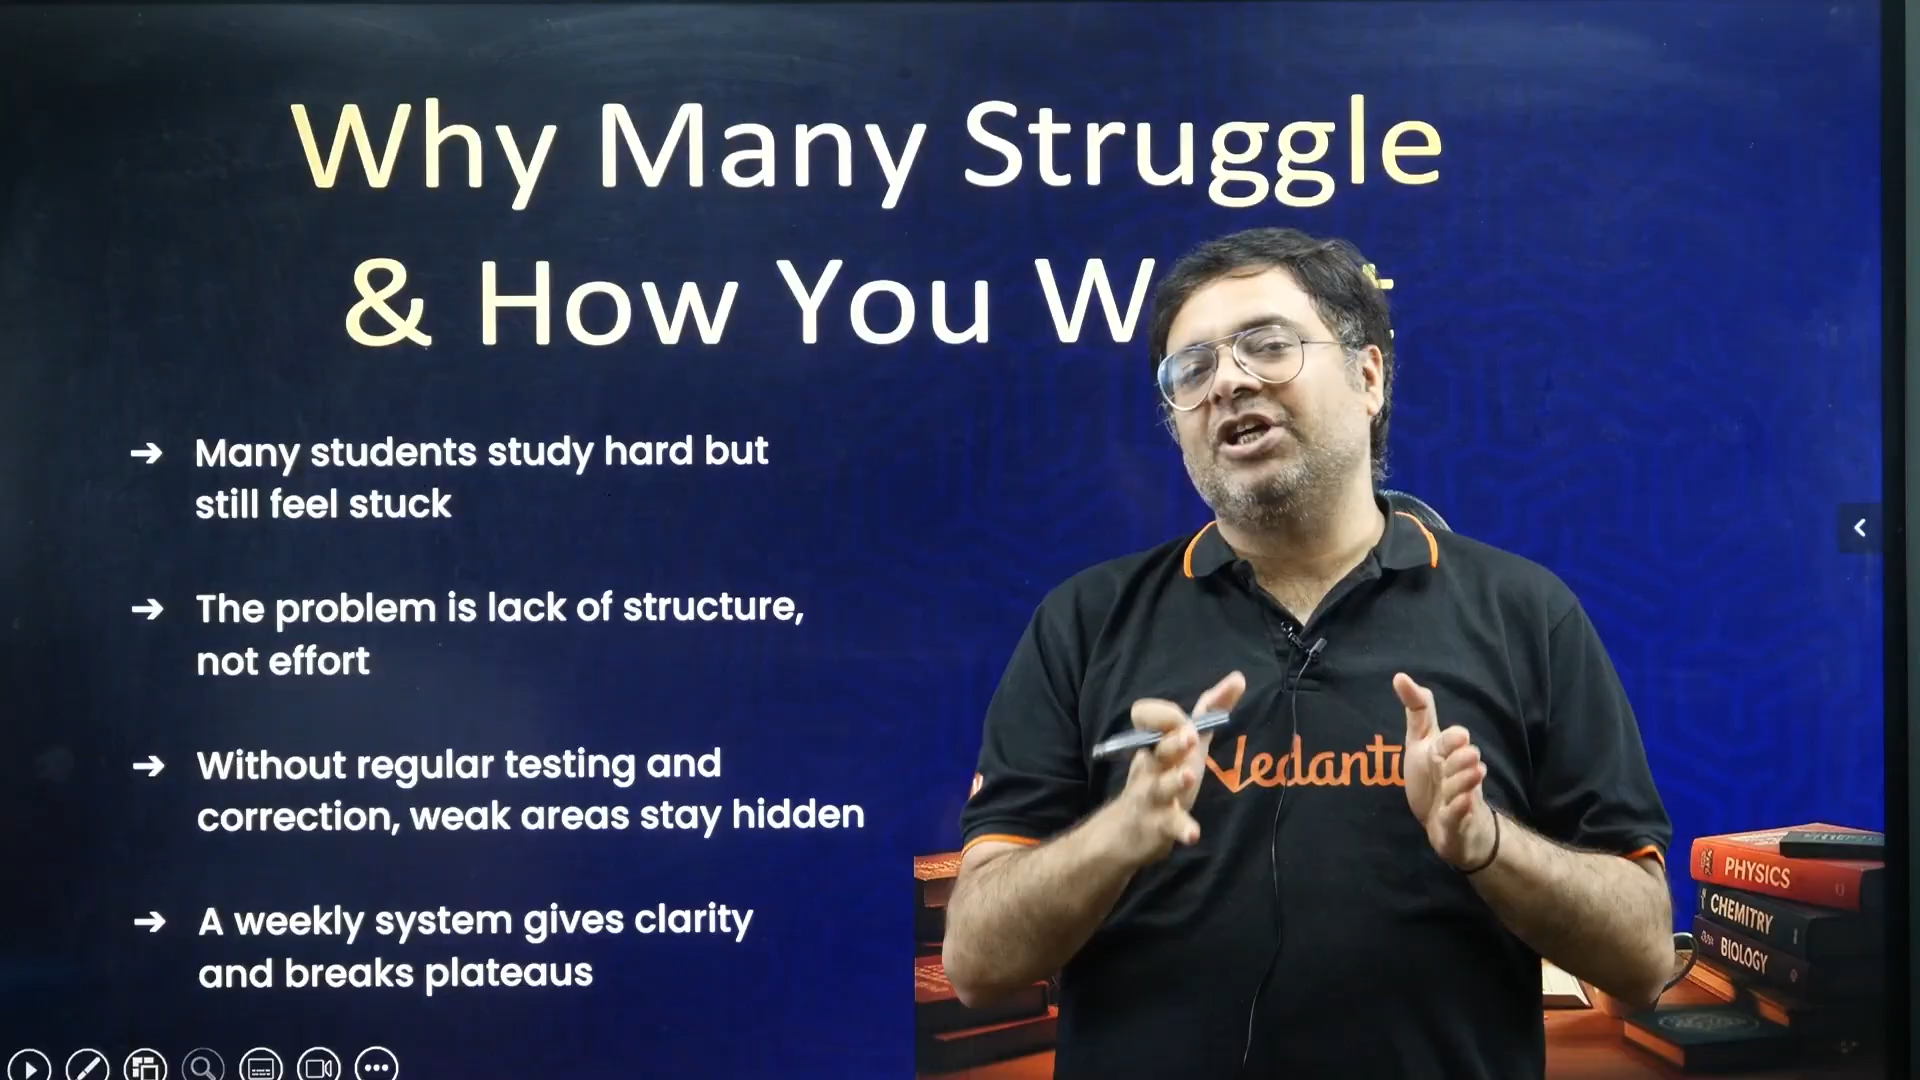 Why Many Struggle
& How You
➔ Many students study hard but
still feel stuck
➔ The problem is lack of structure,
not effort
➔ Without regular testing and
correction, weak areas stay hidden
➔ A weekly system gives clarity
and breaks plateaus
PHYSICS
CHEMITRY
BIOLOGY